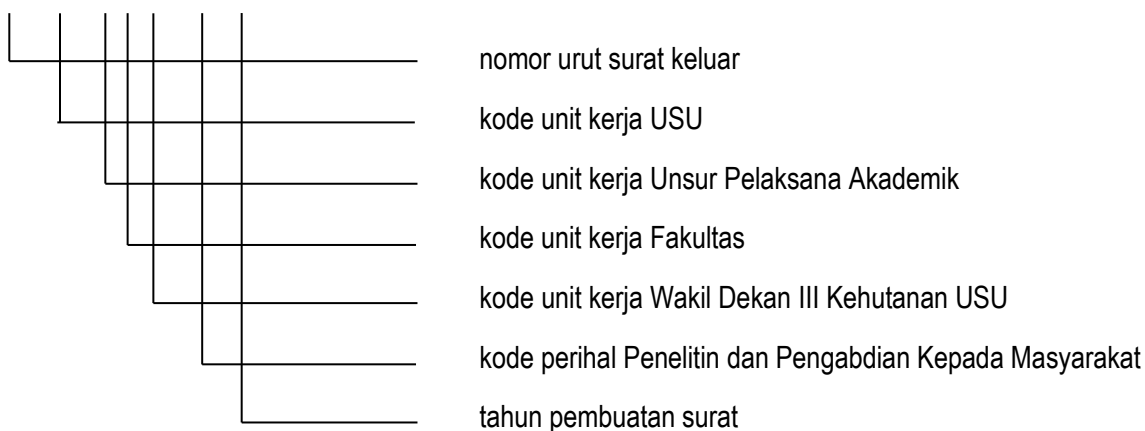 nomor urut surat keluar
kode unit kerja USU
kode unit kerja Unsur Pelaksana Akademik
kode unit kerja Fakultas
kode unit kerja Wakil Dekan III Kehutanan USU
kode perihal Penelitin dan Pengabdian Kepada Masyarakat
tahun pembuatan surat